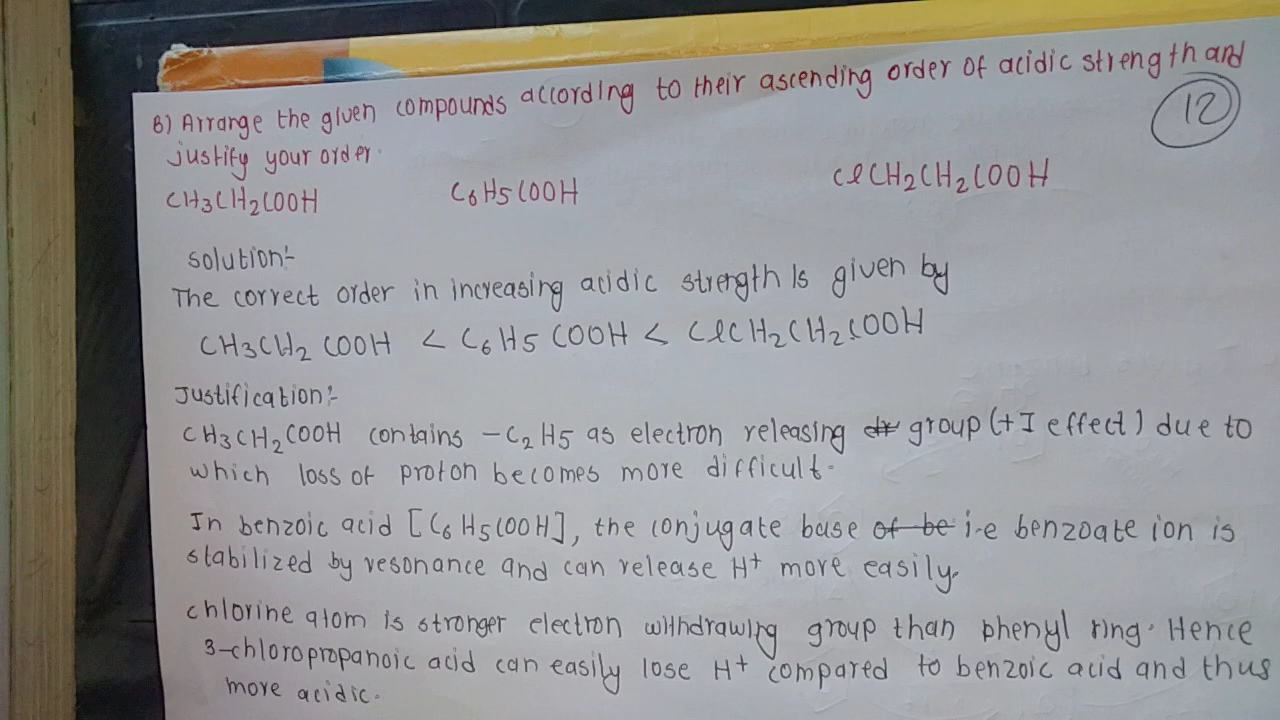 B) Arrange the given compounds according to their ascending order of acidic strength and
12
justify your order.
CH3CH2COOH C6H5COOH ClCH2CH2COOH
solution:-
The correct order in increasing acidic strength is given by
CH3CH2COOH < C6H5COOH < ClCH2CH2COOH
Justification:-
CH3CH2COOH contains -C2H5 as electron releasing group (+I effect) due to
which loss of proton becomes more difficult.
In benzoic acid [C6H5COOH], the conjugate base of be i.e benzoate ion is
stabilized by resonance and can release H+ more easily.
chlorine atom is stronger electron withdrawing group than phenyl ring. Hence
3-chloropropanoic acid can easily lose H+ compared to benzoic acid and thus
more acidic.